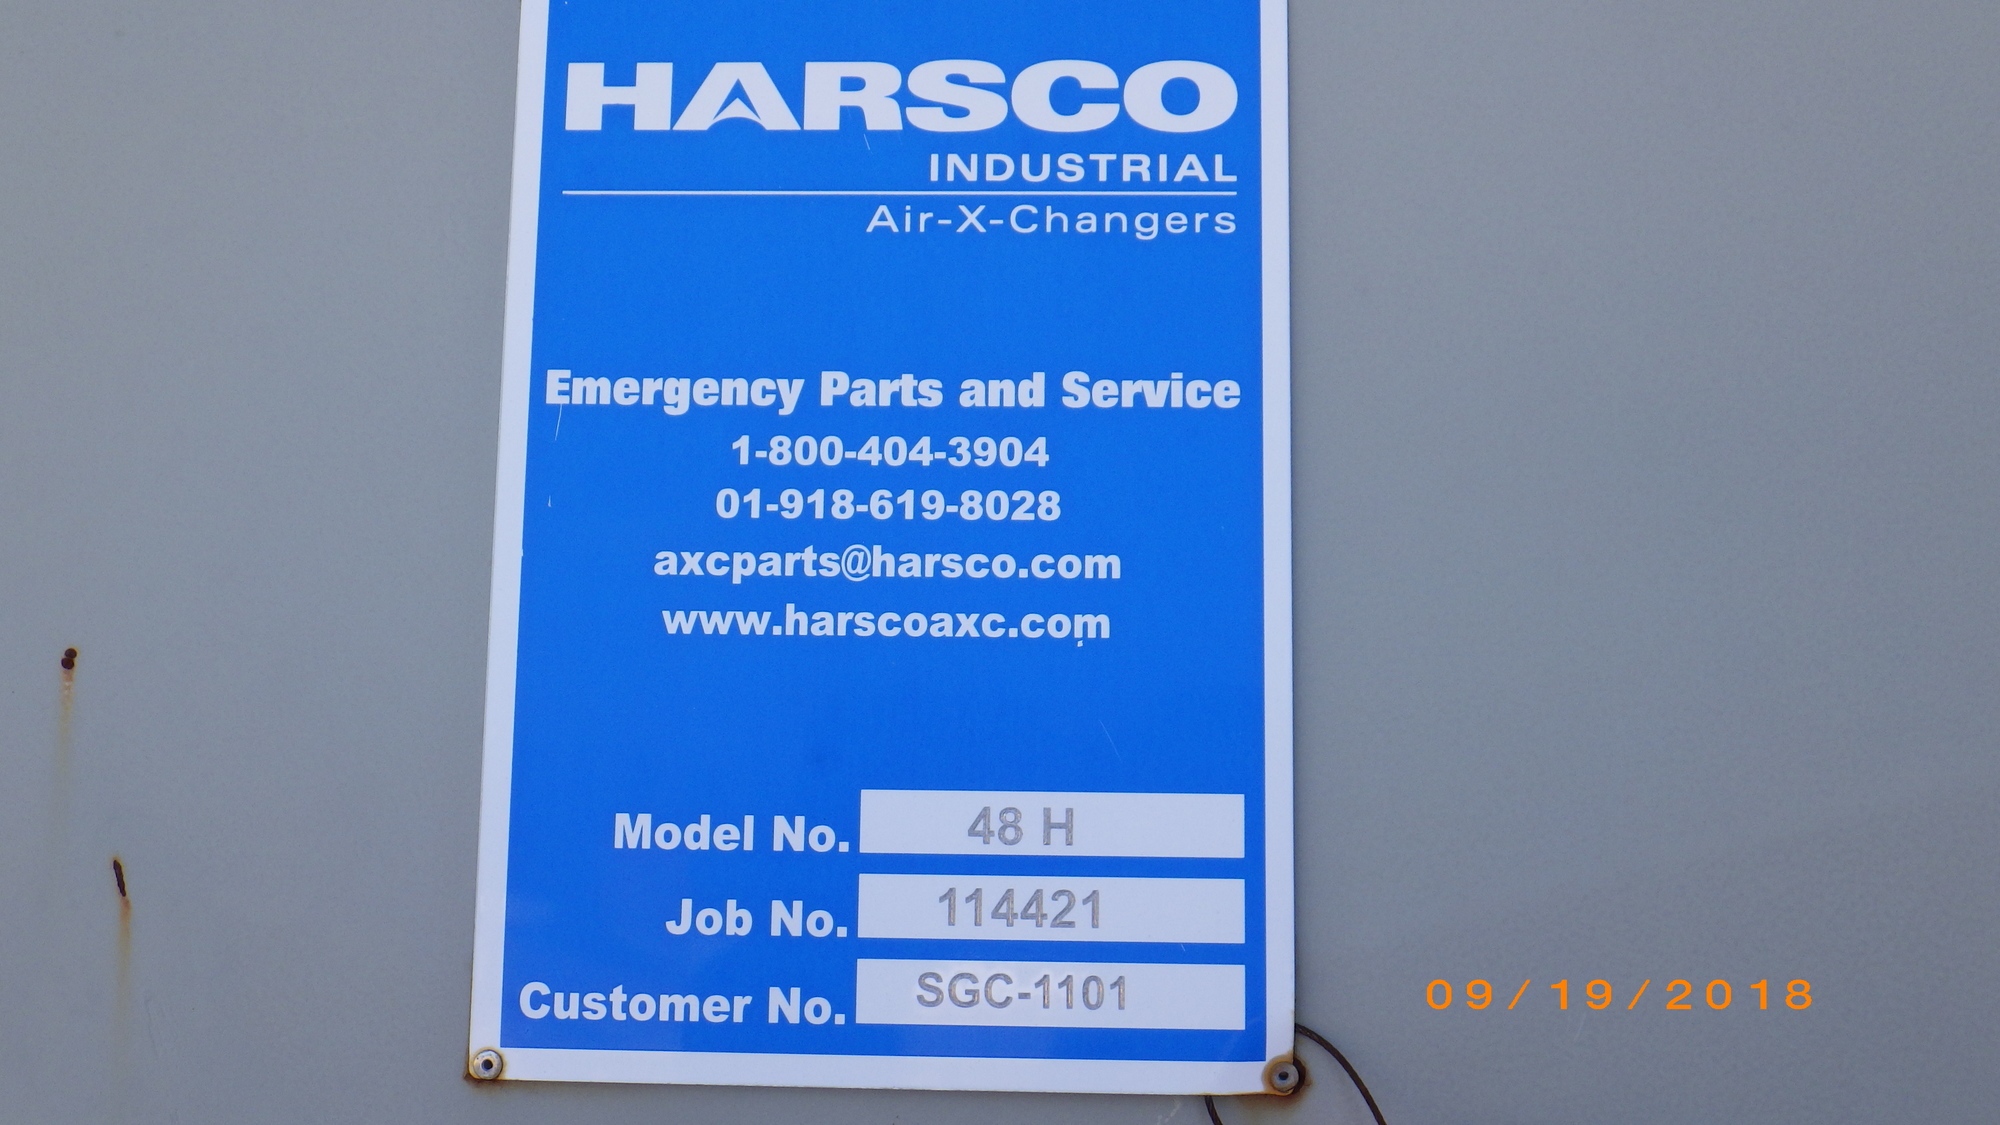 HARSCO
INDUSTRIAL
Air-X-Changers
Emergency Parts and Service
1-800-404-3904
01-918-619-8028
axcparts@harsco.com
www.harscoaxc.com
Model No. 48 H
Job No. 114421
Customer No. SGC-1101
09/19/2018